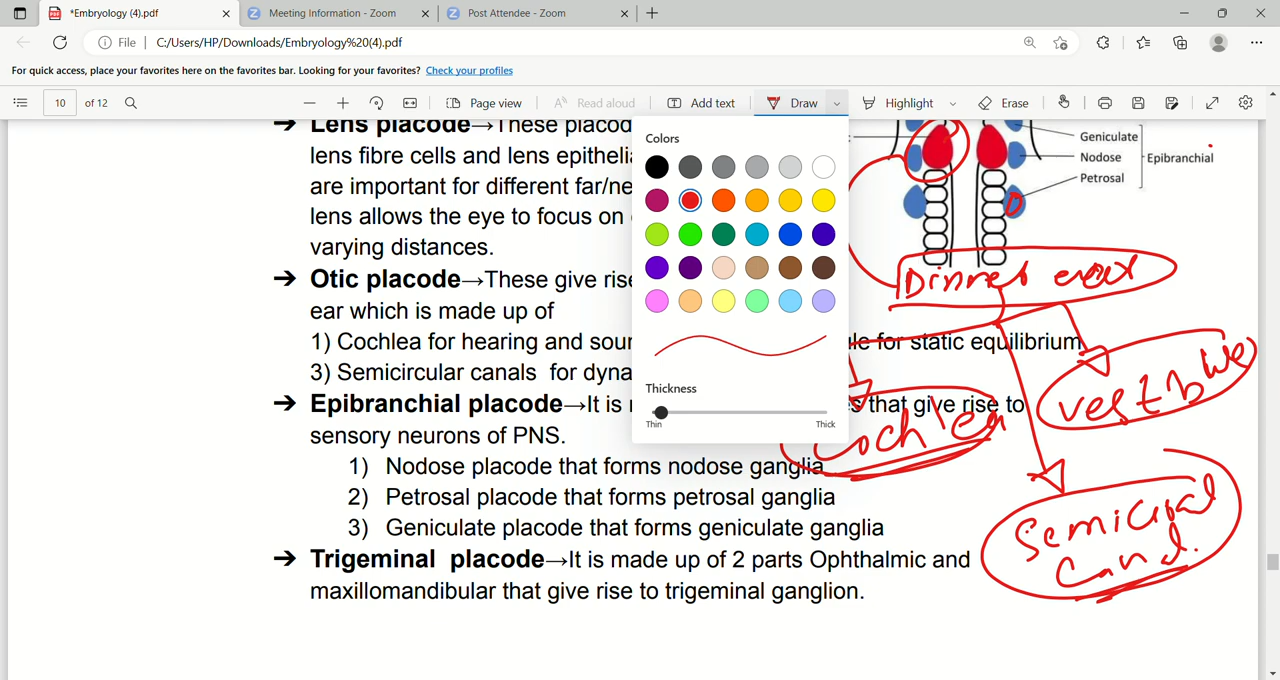 *Embryology (4).pdf
Meeting Information - Zoom
Post Attendee - Zoom
File C:/Users/HP/Downloads/Embryology%20(4).pdf
For quick access, place your favorites here on the favorites bar. Looking for your favorites? Check your profiles
10 of 12 Page view Read aloud Add text Draw Highlight Erase
→ Lens placode→These placod
lens fibre cells and lens epitheli
are important for different far/ne
lens allows the eye to focus on
varying distances.
→ Otic placode→These give rise
ear which is made up of
1) Cochlea for hearing and sour le for static equilibrium
3) Semicircular canals for dyna
→ Epibranchial placode→It is s that give rise to
sensory neurons of PNS.
1) Nodose placode that forms nodose ganglia
2) Petrosal placode that forms petrosal ganglia
3) Geniculate placode that forms geniculate ganglia
→ Trigeminal placode→It is made up of 2 parts Ophthalmic and
maxillomandibular that give rise to trigeminal ganglion.
Colors
Thickness
Thin Thick
Geniculate
Nodose
Petrosal
Epibranchial
Cochlea